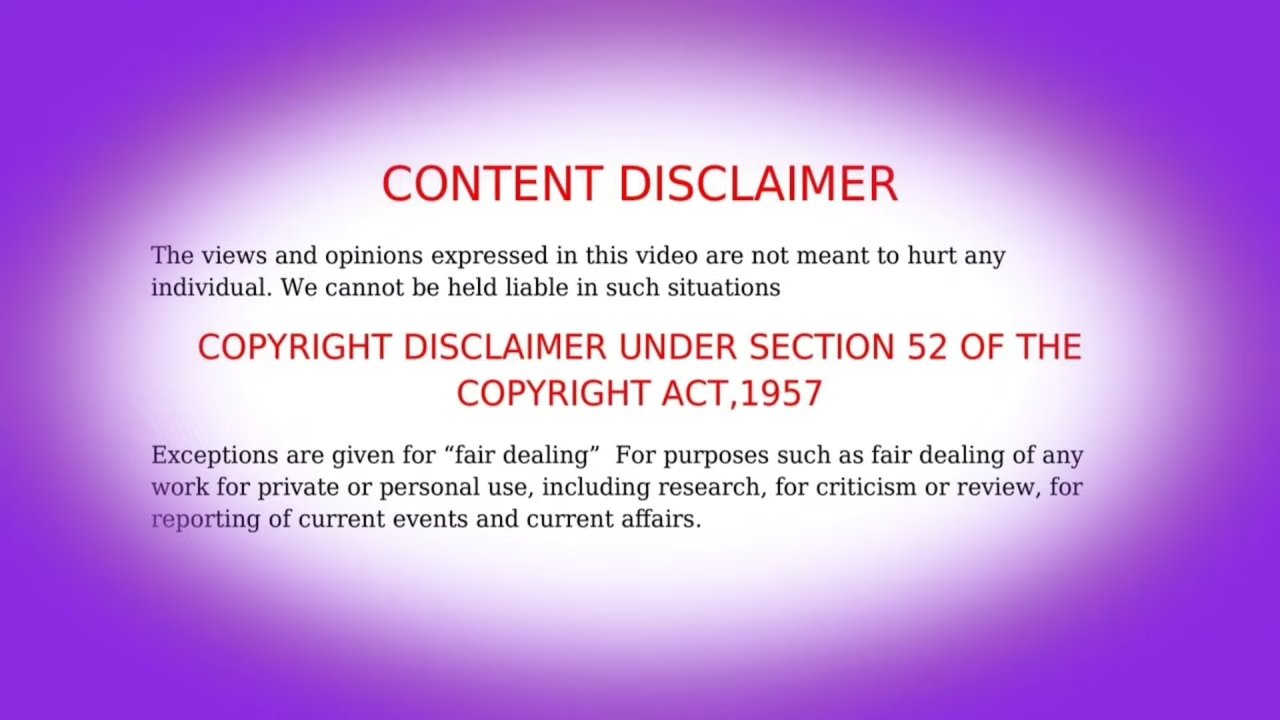 CONTENT DISCLAIMER
The views and opinions expressed in this video are not meant to hurt any
individual. We cannot be held liable in such situations
COPYRIGHT DISCLAIMER UNDER SECTION 52 OF THE
COPYRIGHT ACT,1957
Exceptions are given for “fair dealing”  For purposes such as fair dealing of any
work for private or personal use, including research, for criticism or review, for
reporting of current events and current affairs.